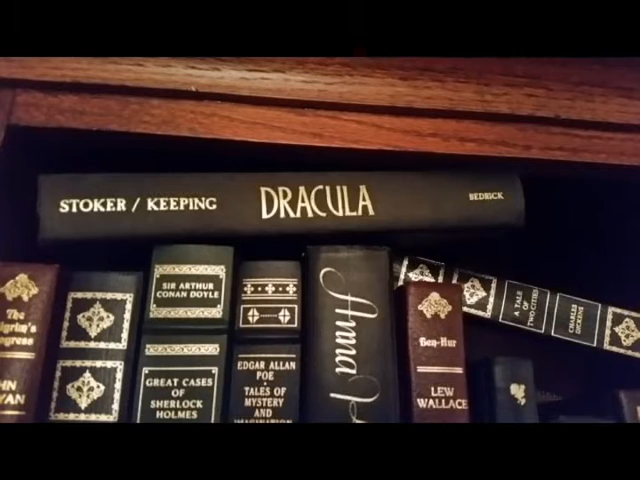 STOKER / KEEPING DRACULA BEDRICK
The
Pilgrim's
Progress
SIR ARTHUR
CONAN DOYLE
GREAT CASES
OF
SHERLOCK
HOLMES
EDGAR ALLAN
POE
TALES OF
MYSTERY
AND
IMAGINATION
Anna
Ben-Hur
LEW
WALLACE
A TALE
OF
TWO CITIES
CHARLES
DICKENS